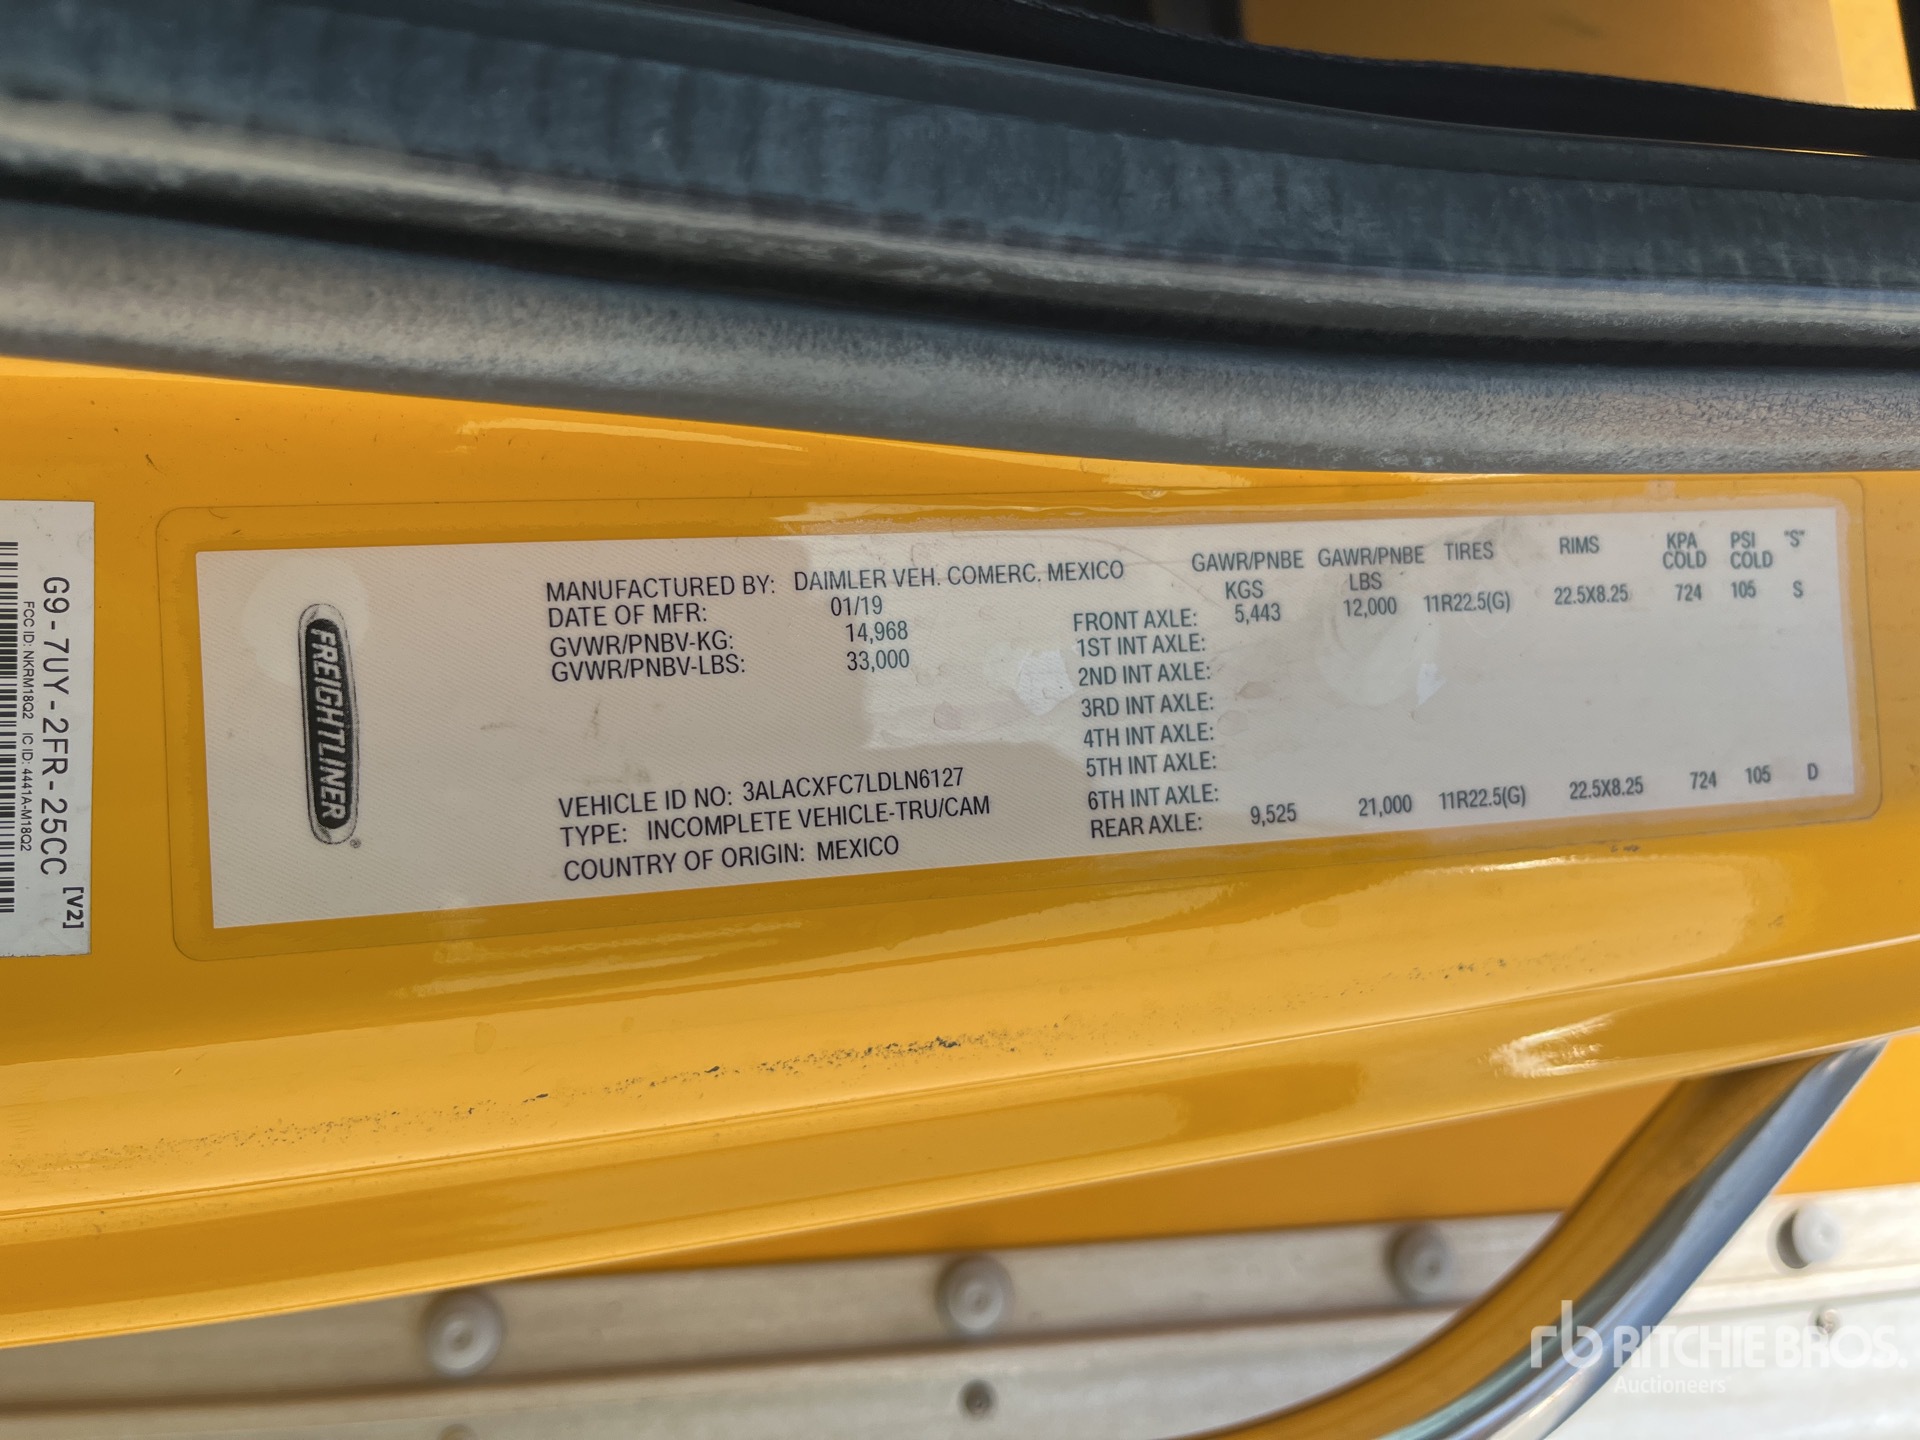 G9-7UY-2FR-25CC [V2]
FCC ID: NKRM18Q2 IC ID: 4441A-M18Q2
FREIGHTLINER ®
MANUFACTURED BY: DAIMLER VEH. COMERC. MEXICO
DATE OF MFR: 01/19
GVWR/PNBV-KG: 14,968
GVWR/PNBV-LBS: 33,000
VEHICLE ID NO: 3ALACXFC7LDLN6127
TYPE: INCOMPLETE VEHICLE-TRU/CAM
COUNTRY OF ORIGIN: MEXICO
GAWR/PNBE GAWR/PNBE TIRES RIMS KPA PSI "S"
KGS LBS COLD COLD
FRONT AXLE: 5,443 12,000 11R22.5(G) 22.5X8.25 724 105 S
1ST INT AXLE:
2ND INT AXLE:
3RD INT AXLE:
4TH INT AXLE:
5TH INT AXLE:
6TH INT AXLE:
REAR AXLE: 9,525 21,000 11R22.5(G) 22.5X8.25 724 105 D
rb RITCHIE BROS.
Auctioneers